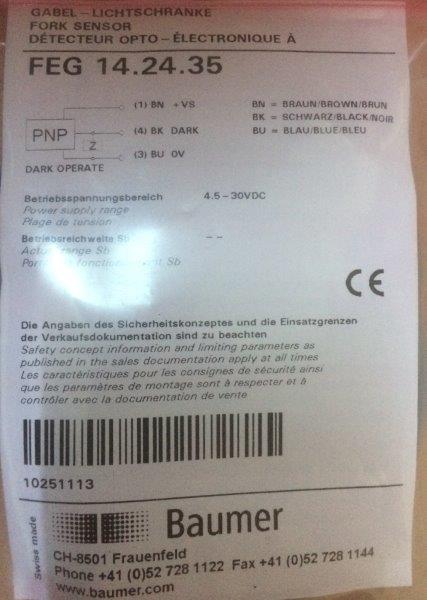 GABEL – LICHTSCHRANKE
FORK SENSOR
DÉTECTEUR OPTO – ÉLECTRONIQUE À
FEG 14.24.35
(1) BN +VS
BN = BRAUN/BROWN/BRUN
PNP
(4) BK DARK
BK = SCHWARZ/BLACK/NOIR
Z
(3) BU 0V
BU = BLAU/BLUE/BLEU
DARK OPERATE
Betriebsspannungsbereich 4.5 – 30VDC
Power supply range
Plage de tension
Betriebsreichweite Sb – –
range Sb
Sb
CE
Die Angaben des Sicherheitskonzeptes und die Einsatzgrenzen
der Verkaufsdokumentation sind zu beachten
Safety concept information and limiting parameters as
published in the sales documentation apply at all times
Les caractéristiques pour les consignes de sécurité ainsi
que les paramètres de montage sont à respecter et à
contrôler avec la documentation de vente
10251113
Swiss made
Baumer
CH-8501 Frauenfeld
Phone +41 (0)52 728 1122 Fax +41 (0)52 728 1144
www.baumer.com